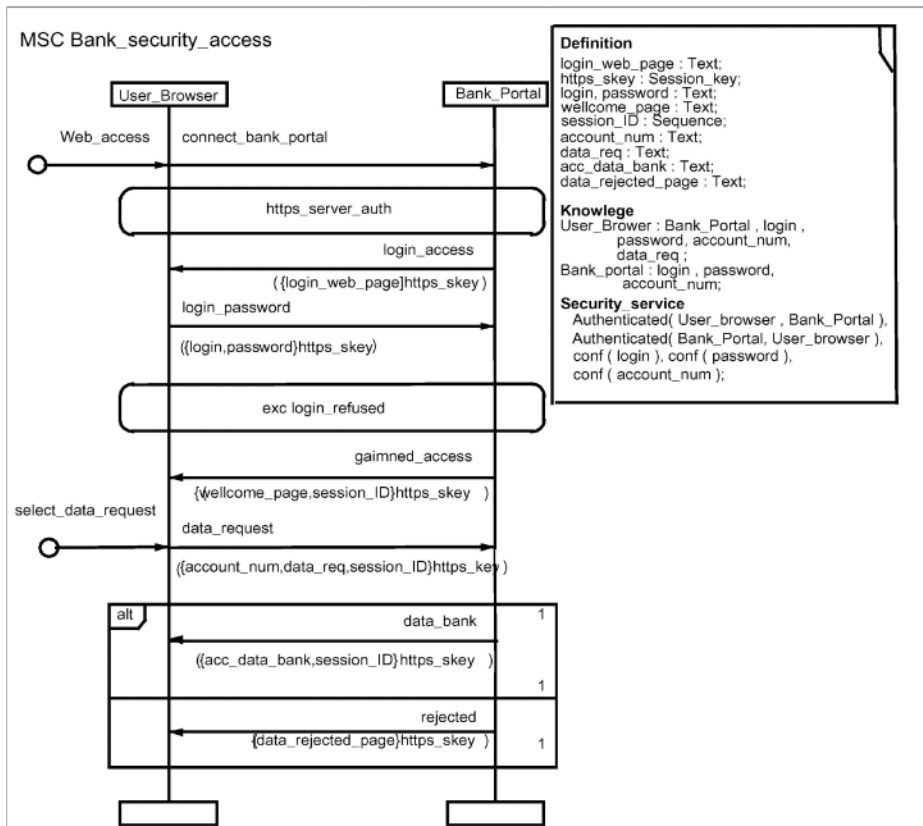 MSC Bank_security_access
User_Browser
Bank_Portal
Web_access
connect_bank_portal
https_server_auth
login_access
({login_web_page]https_skey)
login_password
({login,password}https_skey)
exc login_refused
gaimned_access
{(wellcome_page,session_ID}https_skey )
select_data_request
data_request
({account_num,data_req,session_ID}https_key )
alt
1
data_bank
({acc_data_bank,session_ID}https_skey )
1
rejected
{data_rejected_page}https_skey )
1
Definition
login_web_page : Text;
https_skey : Session_key;
login, password : Text;
wellcome_page : Text;
session_ID : Sequence;
account_num : Text;
data_req : Text;
acc_data_bank : Text;
data_rejected_page : Text;
Knowlege
User_Brower : Bank_Portal , login ,
password, account_num,
data_req ;
Bank_portal : login , password,
account_num;
Security_service
Authenticated( User_browser , Bank_Portal ),
Authenticated( Bank_Portal, User_browser ),
conf ( login ), conf ( password ),
conf ( account_num );